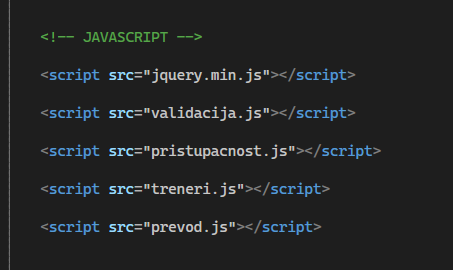 <!-- JAVASCRIPT -->
<script src="jquery.min.js"></script>
<script src="validacija.js"></script>
<script src="pristupacnost.js"></script>
<script src="treneri.js"></script>
<script src="prevod.js"></script>